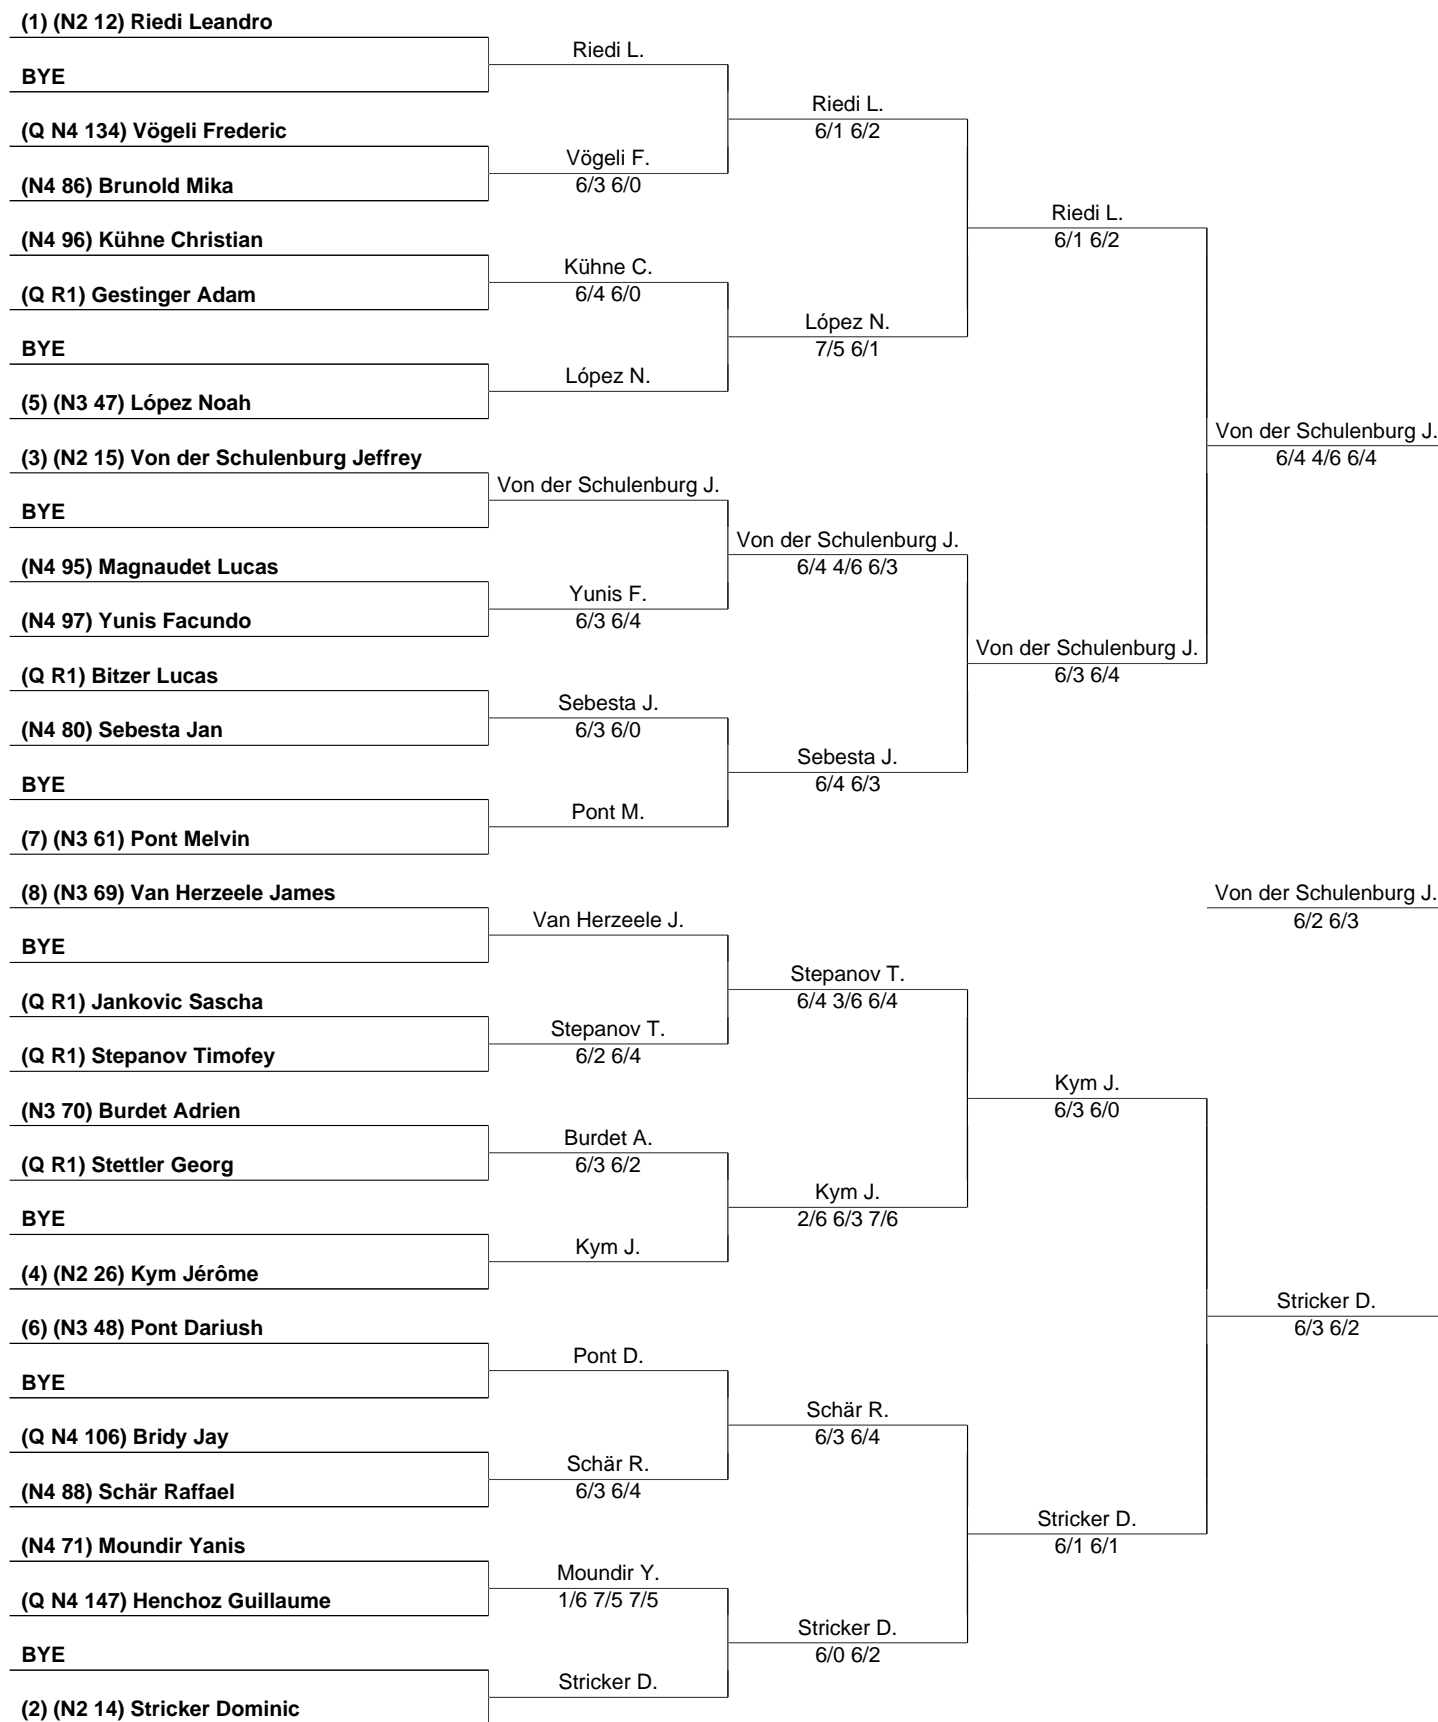 (1) (N2 12) Riedi Leandro
BYE
(Q N4 134) Vögeli Frederic
(N4 86) Brunold Mika
(N4 96) Kühne Christian
(Q R1) Gestinger Adam
BYE
(5) (N3 47) López Noah
(3) (N2 15) Von der Schulenburg Jeffrey
BYE
(N4 95) Magnaudet Lucas
(N4 97) Yunis Facundo
(Q R1) Bitzer Lucas
(N4 80) Sebesta Jan
BYE
(7) (N3 61) Pont Melvin
(8) (N3 69) Van Herzeele James
BYE
(Q R1) Jankovic Sascha
(Q R1) Stepanov Timofey
(N3 70) Burdet Adrien
(Q R1) Stettler Georg
BYE
(4) (N2 26) Kym Jérôme
(6) (N3 48) Pont Dariush
BYE
(Q N4 106) Bridy Jay
(N4 88) Schär Raffael
(N4 71) Moundir Yanis
(Q N4 147) Henchoz Guillaume
BYE
(2) (N2 14) Stricker Dominic
Riedi L.
Vögeli F.
6/3 6/0
Kühne C.
6/4 6/0
López N.
Von der Schulenburg J.
Yunis F.
6/3 6/4
Sebesta J.
6/3 6/0
Pont M.
Van Herzeele J.
Stepanov T.
6/2 6/4
Burdet A.
6/3 6/2
Kym J.
Pont D.
Schär R.
6/3 6/4
Moundir Y.
1/6 7/5 7/5
Stricker D.
Riedi L.
6/1 6/2
López N.
7/5 6/1
Von der Schulenburg J.
6/4 4/6 6/3
Sebesta J.
6/4 6/3
Stepanov T.
6/4 3/6 6/4
Kym J.
2/6 6/3 7/6
Schär R.
6/3 6/4
Stricker D.
6/0 6/2
Riedi L.
6/1 6/2
Von der Schulenburg J.
6/3 6/4
Kym J.
6/3 6/0
Stricker D.
6/1 6/1
Von der Schulenburg J.
6/4 4/6 6/4
Von der Schulenburg J.
6/2 6/3
Stricker D.
6/3 6/2